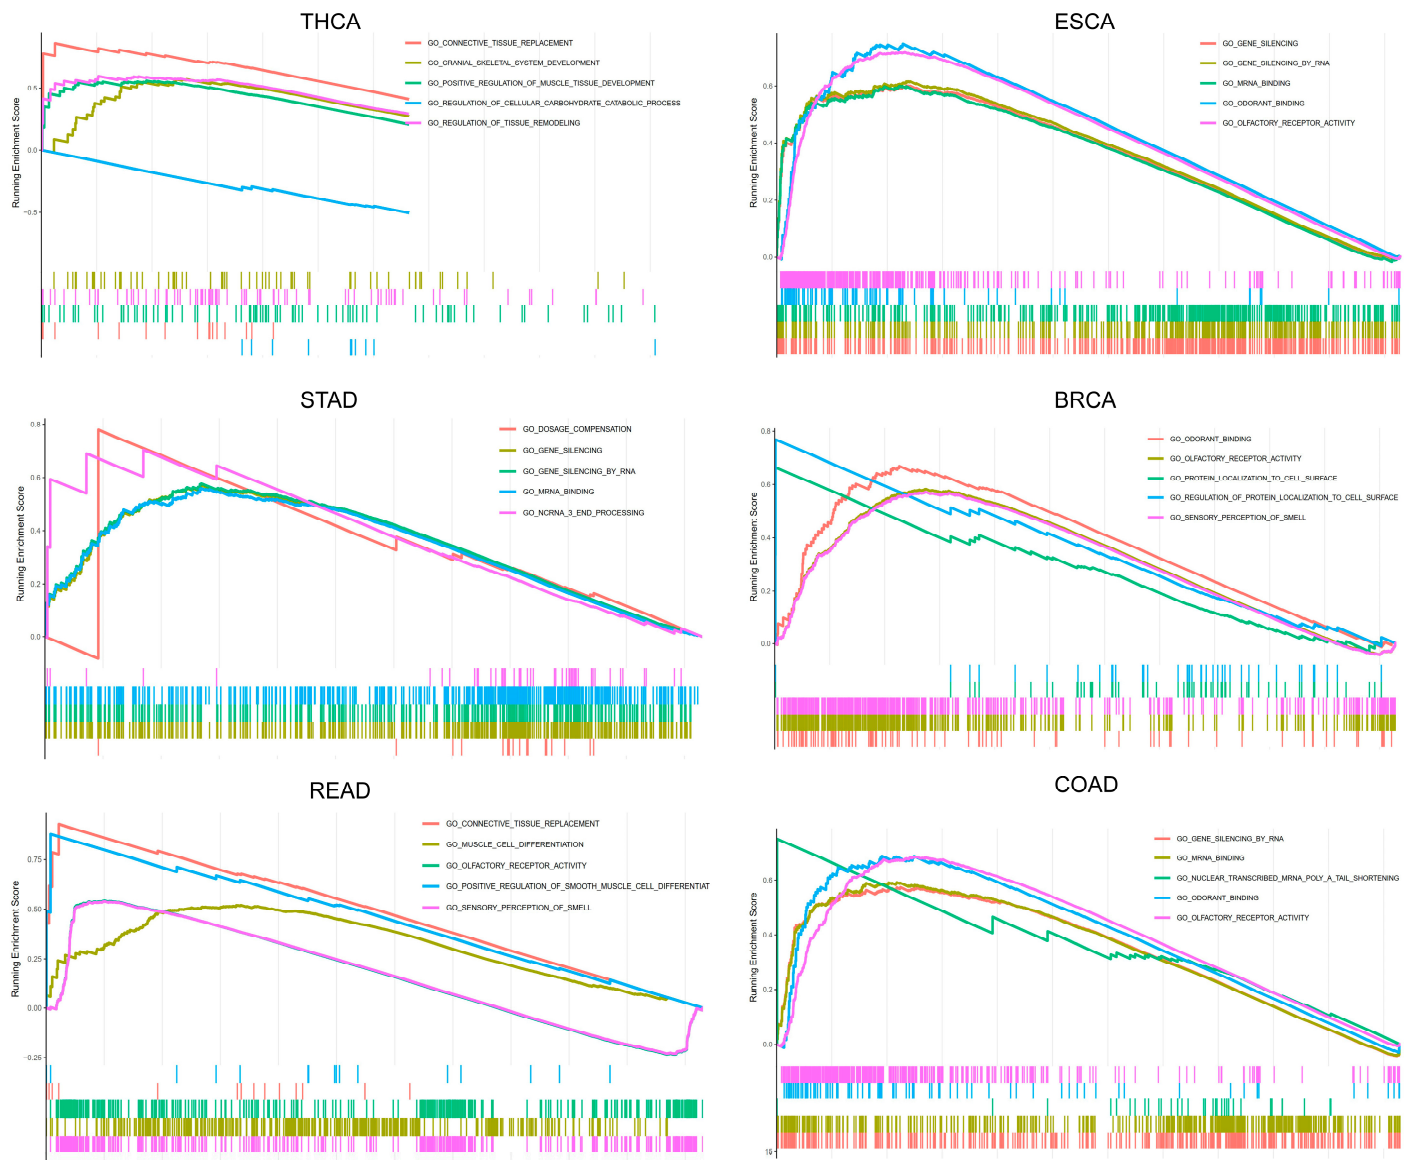 THCA
Running Enrichment Score
0.5
0.0
−0.5
GO_CONNECTIVE_TISSUE_REPLACEMENT
GO_CRANIAL_SKELETAL_SYSTEM_DEVELOPMENT
GO_POSITIVE_REGULATION_OF_MUSCLE_TISSUE_DEVELOPMENT
GO_REGULATION_OF_CELLULAR_CARBOHYDRATE_CATABOLIC_PROCESS
GO_REGULATION_OF_TISSUE_REMODELING
ESCA
Running Enrichment Score
0.6
0.4
0.2
0.0
GO_GENE_SILENCING
GO_GENE_SILENCING_BY_RNA
GO_MRNA_BINDING
GO_ODORANT_BINDING
GO_OLFACTORY_RECEPTOR_ACTIVITY
STAD
Running Enrichment Score
0.8
0.6
0.4
0.2
0.0
GO_DOSAGE_COMPENSATION
GO_GENE_SILENCING
GO_GENE_SILENCING_BY_RNA
GO_MRNA_BINDING
GO_NCRNA_3_END_PROCESSING
BRCA
Running Enrichment Score
0.8
0.6
0.4
0.2
0.0
GO_ODORANT_BINDING
GO_OLFACTORY_RECEPTOR_ACTIVITY
GO_PROTEIN_LOCALIZATION_TO_CELL_SURFACE
GO_REGULATION_OF_PROTEIN_LOCALIZATION_TO_CELL_SURFACE
GO_SENSORY_PERCEPTION_OF_SMELL
READ
Running Enrichment Score
0.75
0.50
0.25
0.00
−0.25
GO_CONNECTIVE_TISSUE_REPLACEMENT
GO_MUSCLE_CELL_DIFFERENTIATION
GO_OLFACTORY_RECEPTOR_ACTIVITY
GO_POSITIVE_REGULATION_OF_SMOOTH_MUSCLE_CELL_DIFFERENTIAT
GO_SENSORY_PERCEPTION_OF_SMELL
COAD
Running Enrichment Score
0.6
0.4
0.2
0.0
GO_GENE_SILENCING_BY_RNA
GO_MRNA_BINDING
GO_NUCLEAR_TRANSCRIBED_MRNA_POLY_A_TAIL_SHORTENING
GO_ODORANT_BINDING
GO_OLFACTORY_RECEPTOR_ACTIVITY